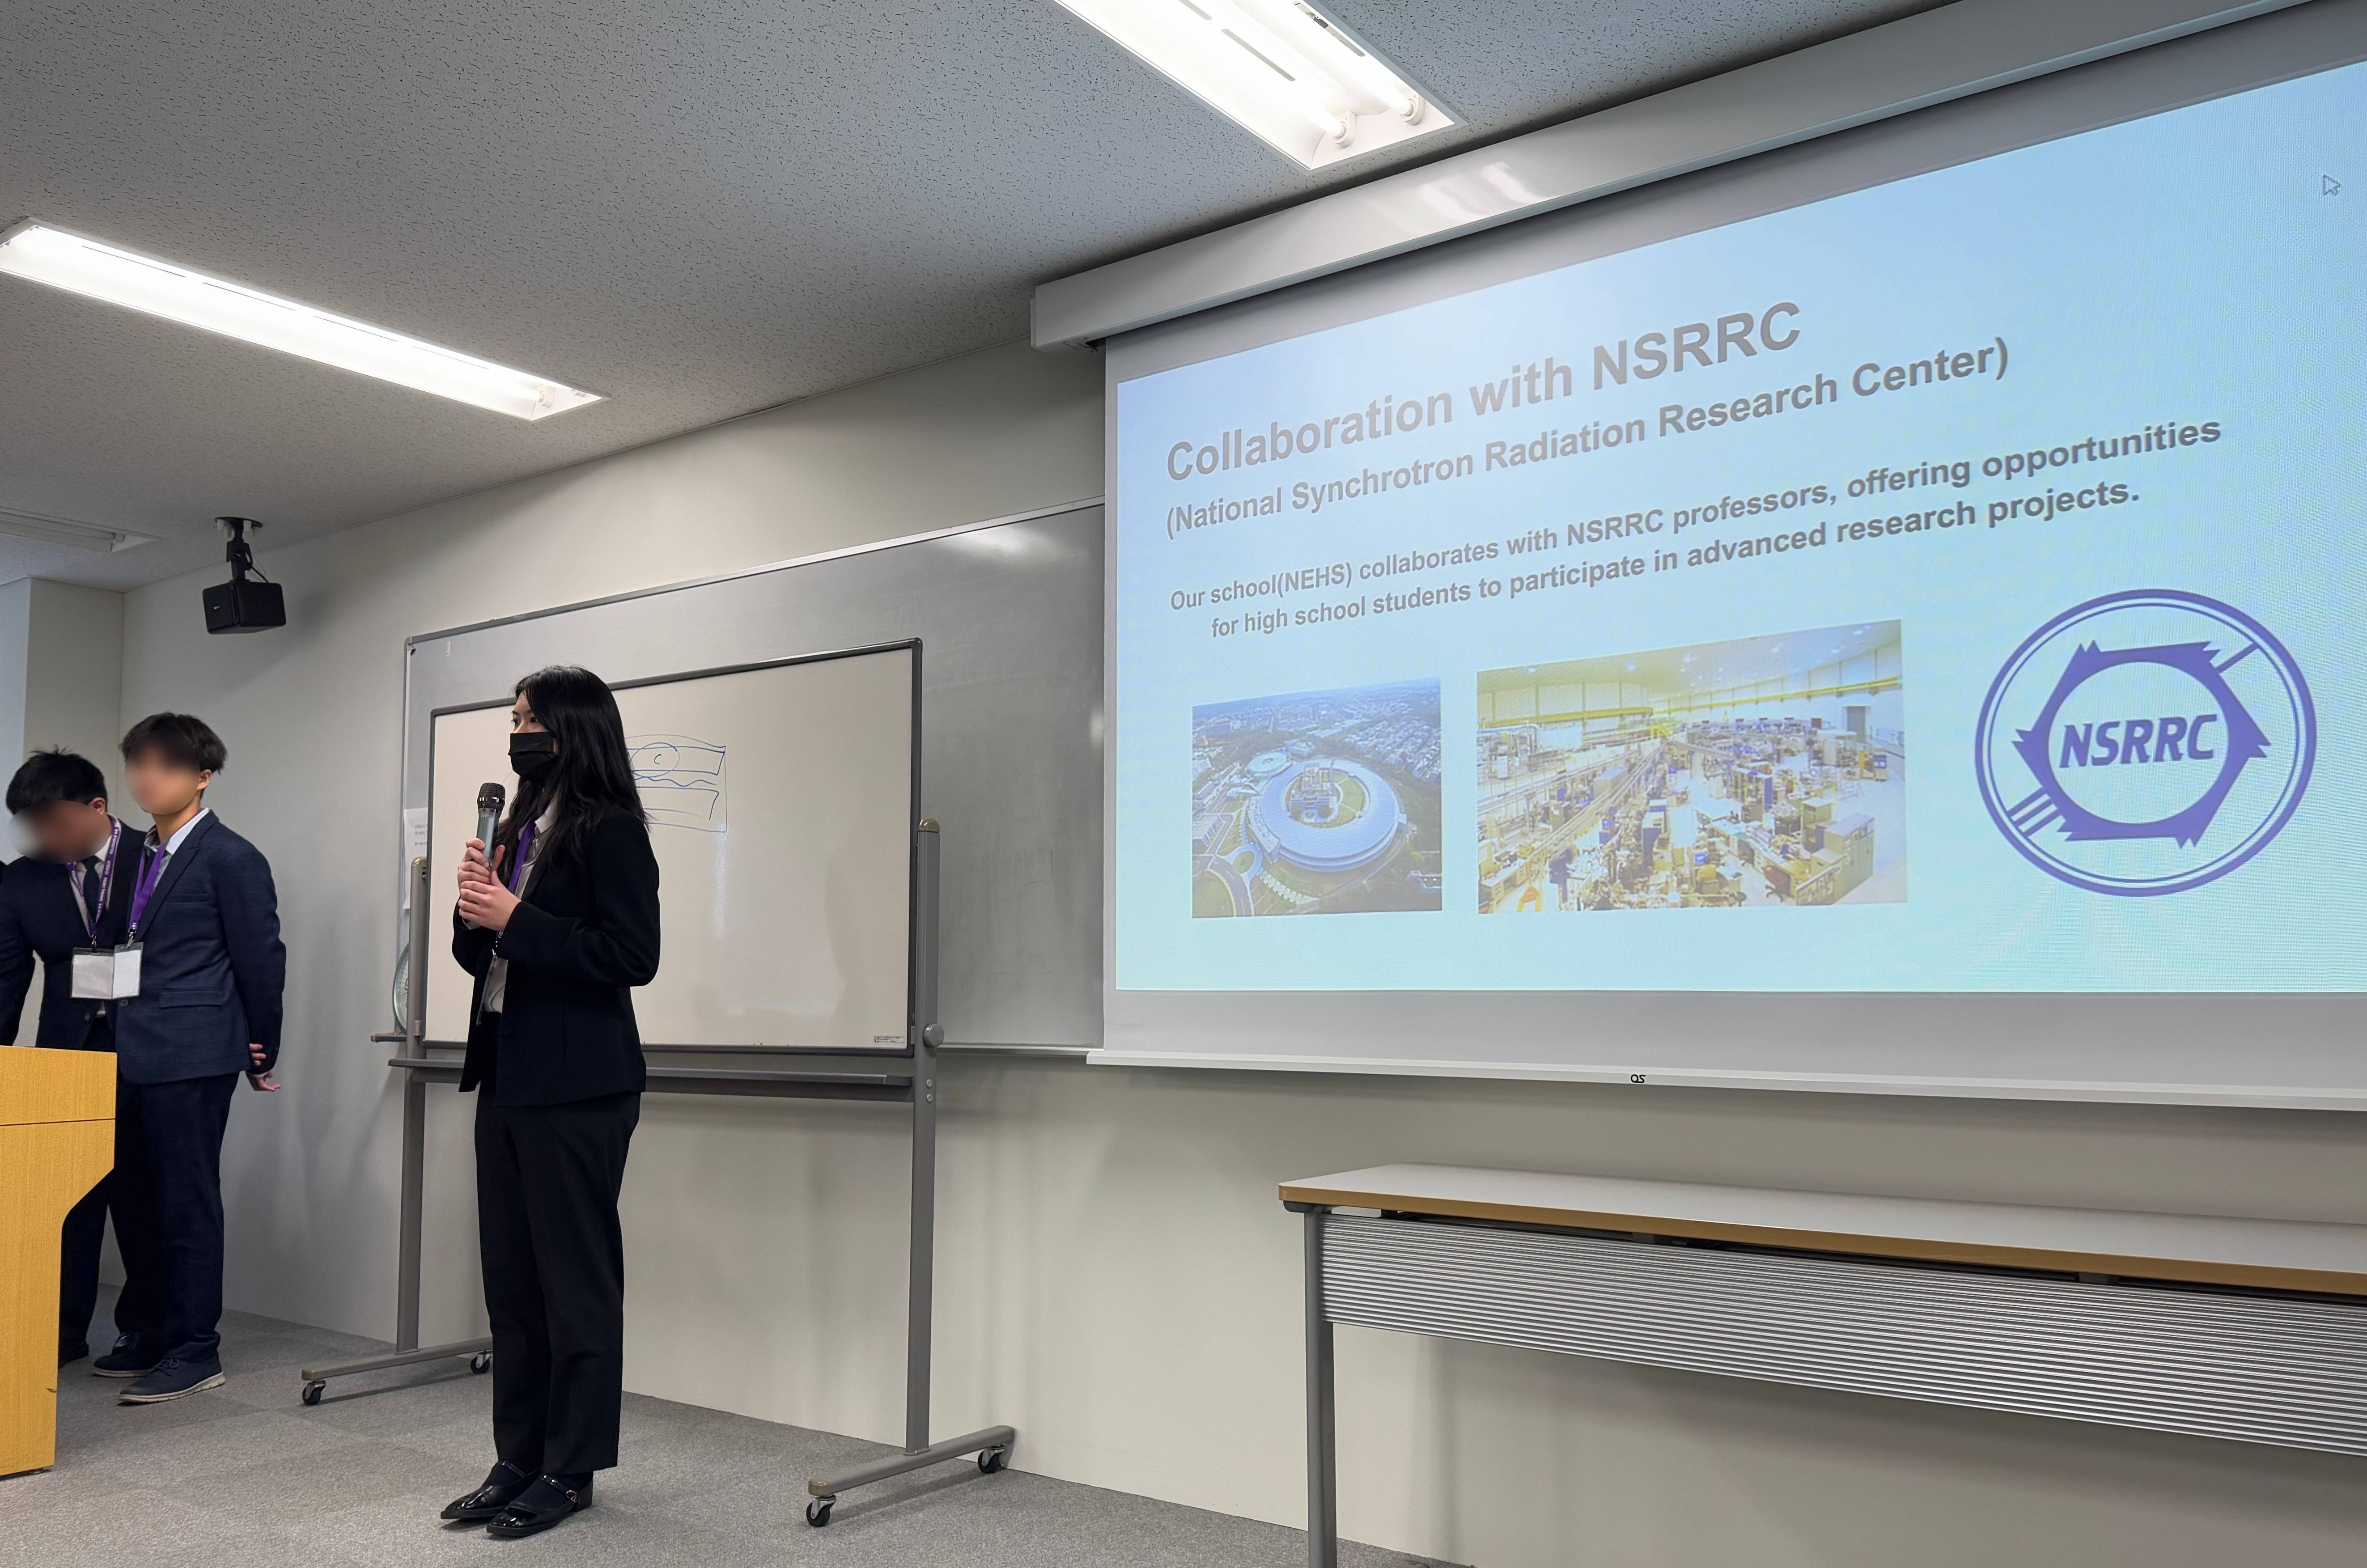 Collaboration with NSRRC
(National Synchrotron Radiation Research Center)
Our school(NEHS) collaborates with NSRRC professors, offering opportunities
for high school students to participate in advanced research projects.
NSRRC
C
OS